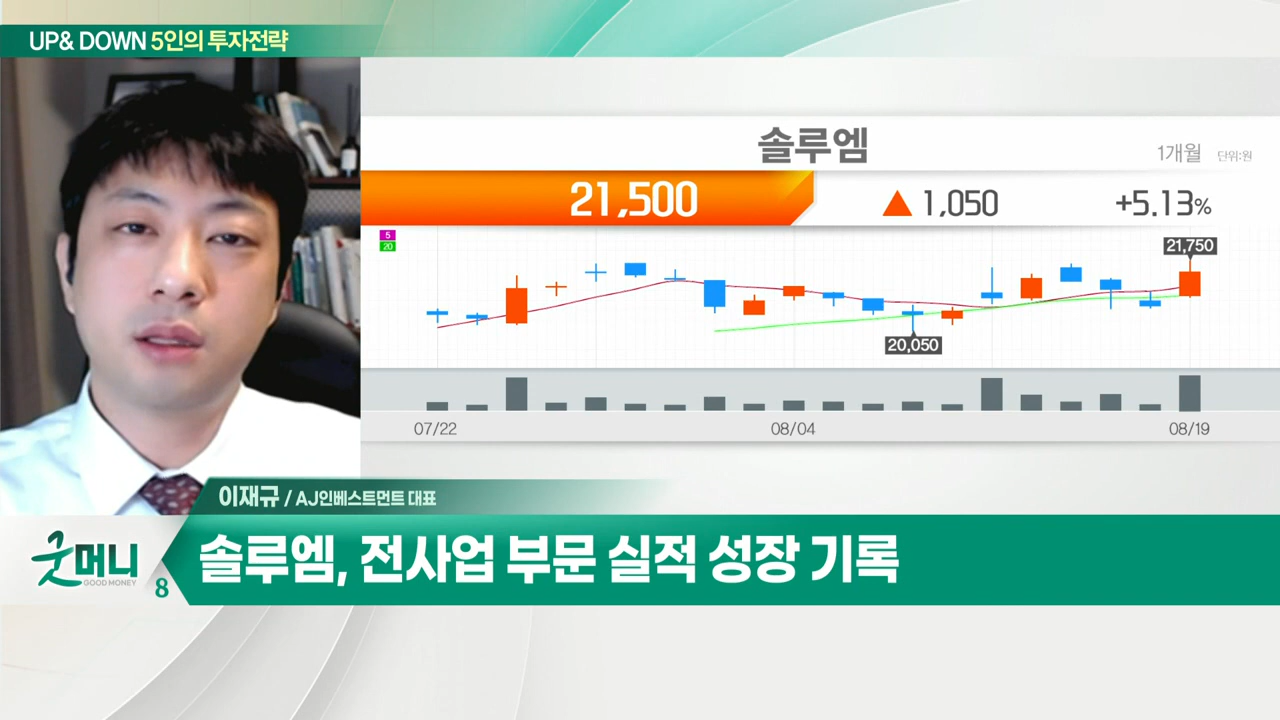 UP& DOWN 5인의 투자전략
솔루엠
1개월 단위:원
21,500 ▲ 1,050 +5.13%
5
20
21,750
20,050
07/22 08/04 08/19
이재규 / AJ인베스트먼트 대표
굿머니
GOOD MONEY
8
솔루엠, 전사업 부문 실적 성장 기록